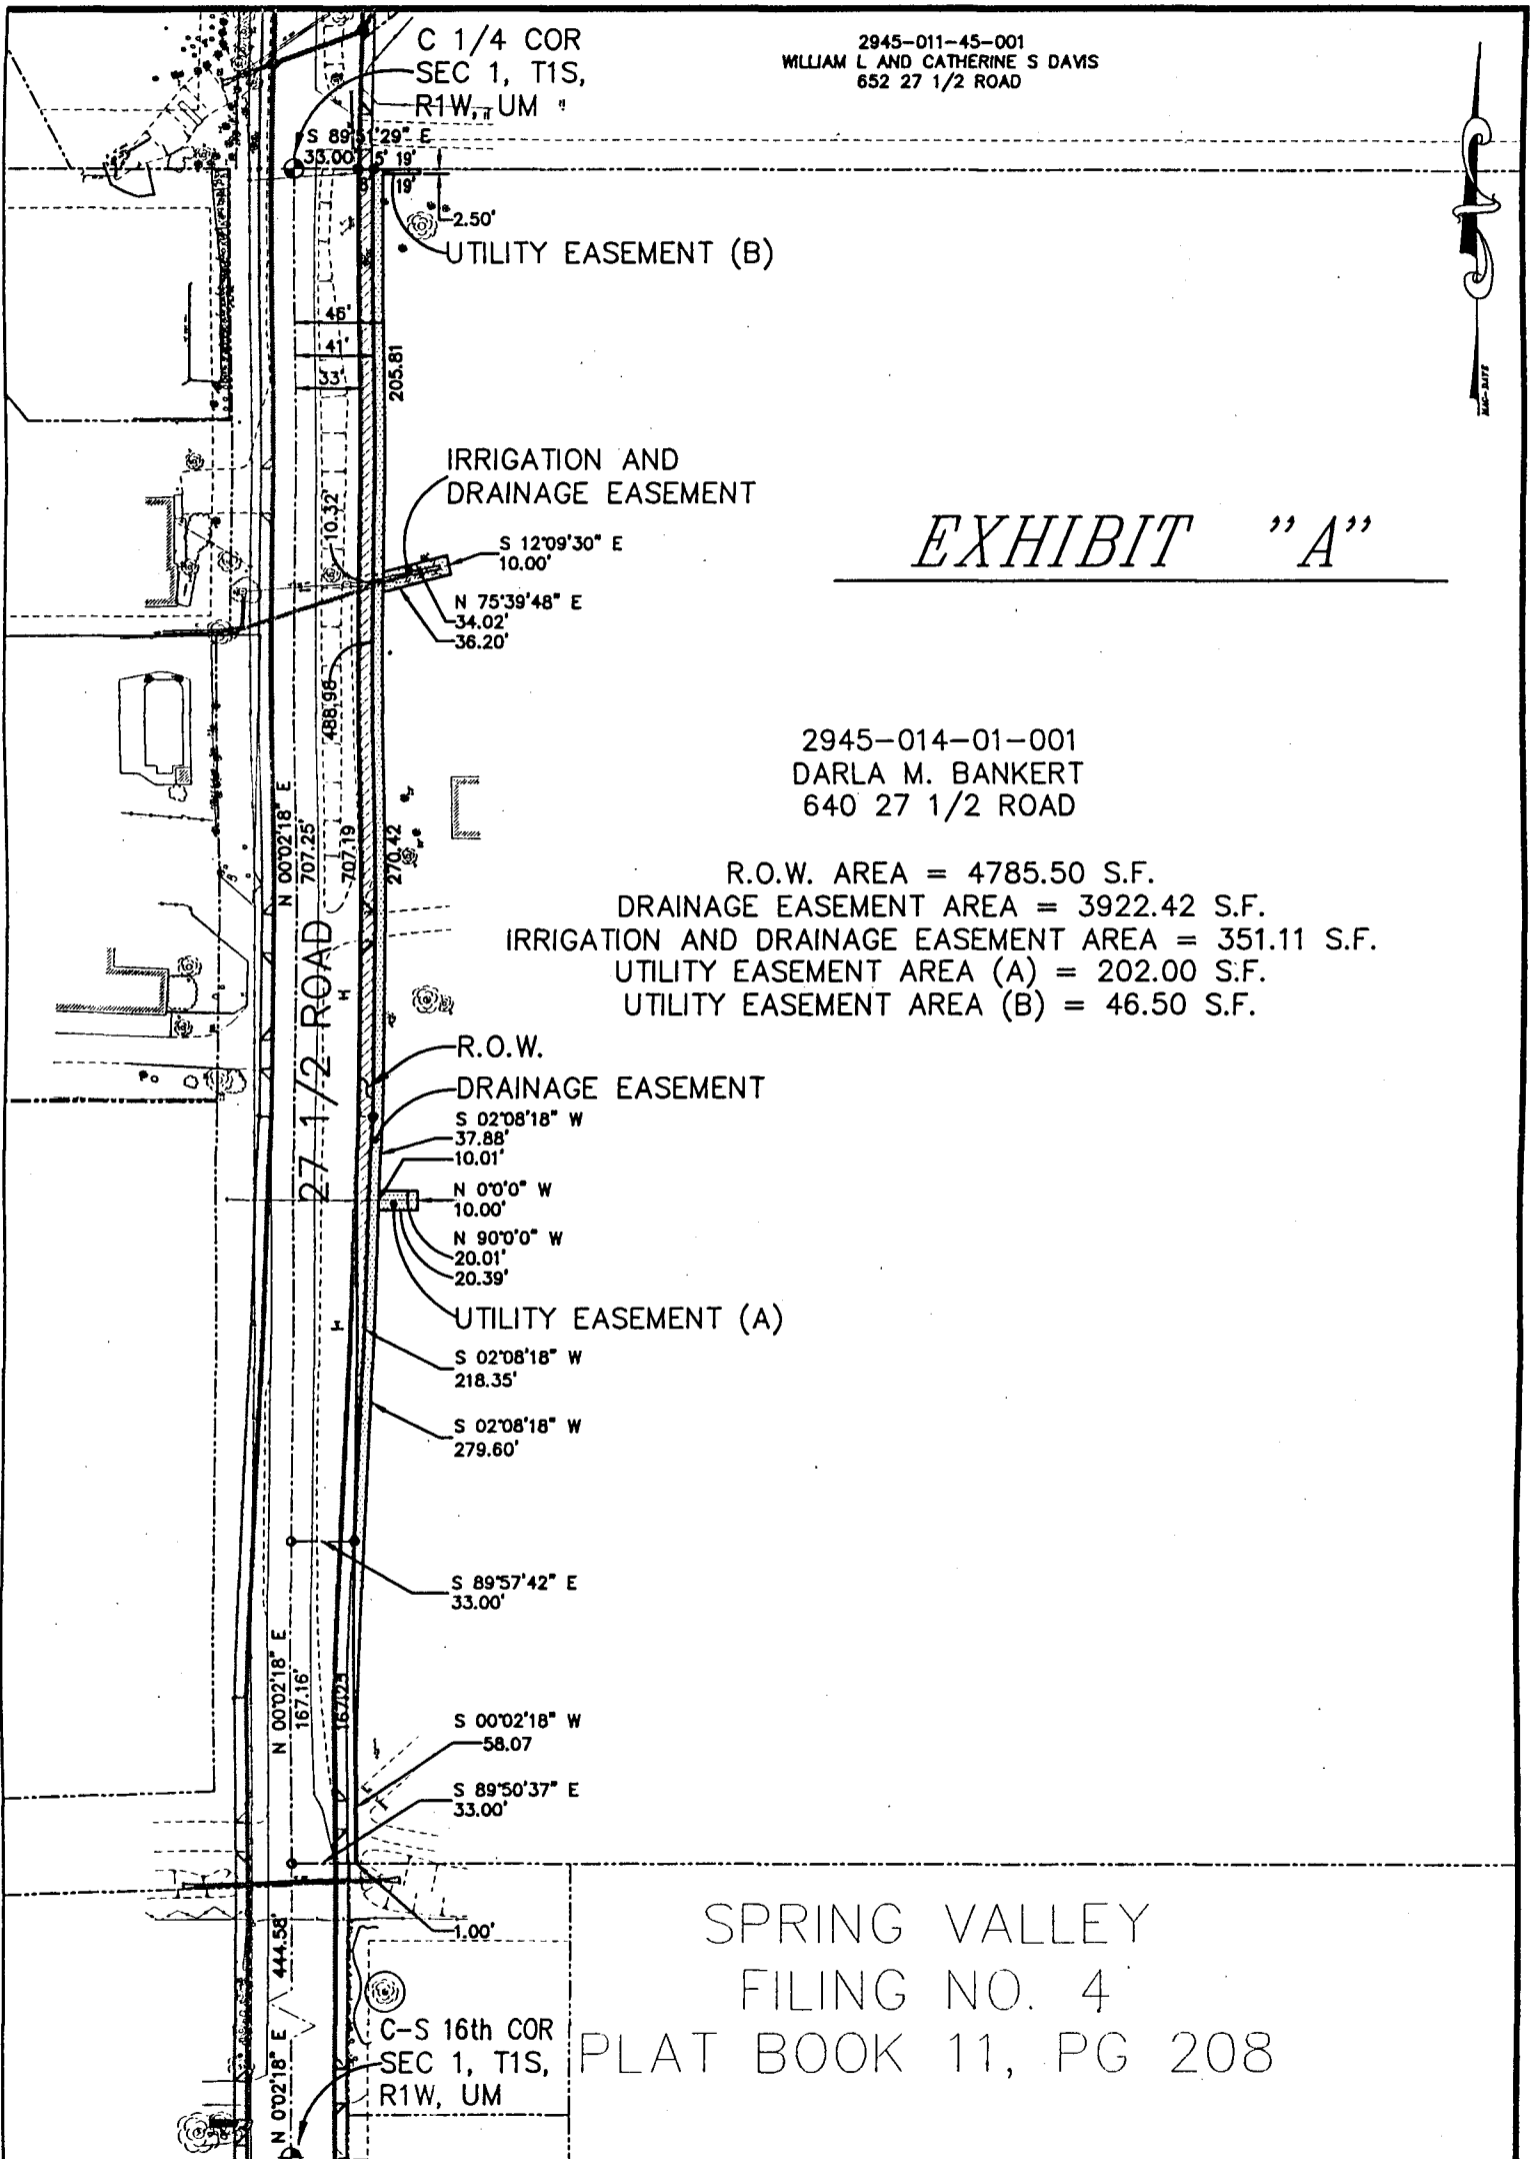 C 1/4 COR
SEC 1, T1S,
R1W, UM
2945-011-45-001
WILLIAM L AND CATHERINE S DAVIS
652 27 1/2 ROAD
S 89°51'29" E
33.00'
5' 19'
8'
19'
2.50'
UTILITY EASEMENT (B)
46'
41'
33'
205.81
IRRIGATION AND
DRAINAGE EASEMENT
10.32'
S 12°09'30" E
10.00'
N 75°39'48" E
34.02'
36.20'
EXHIBIT "A"
488.98
2945-014-01-001
DARLA M. BANKERT
640 27 1/2 ROAD
N 00°02'18" E
707.25'
707.19
270.42
R.O.W. AREA = 4785.50 S.F.
DRAINAGE EASEMENT AREA = 3922.42 S.F.
IRRIGATION AND DRAINAGE EASEMENT AREA = 351.11 S.F.
UTILITY EASEMENT AREA (A) = 202.00 S.F.
UTILITY EASEMENT AREA (B) = 46.50 S.F.
27 1/2 ROAD
R.O.W.
DRAINAGE EASEMENT
S 02°08'18" W
37.88'
10.01'
N 0°0'0" W
10.00'
N 90°0'0" W
20.01'
20.39'
UTILITY EASEMENT (A)
S 02°08'18" W
218.35'
S 02°08'18" W
279.60'
S 89°57'42" E
33.00'
N 00°02'18" E
167.16'
167.23
S 00°02'18" W
58.07
S 89°50'37" E
33.00'
1.00'
N 0°02'18" E 444.58'
C-S 16th COR
SEC 1, T1S,
R1W, UM
SPRING VALLEY
FILING NO. 4
PLAT BOOK 11, PG 208